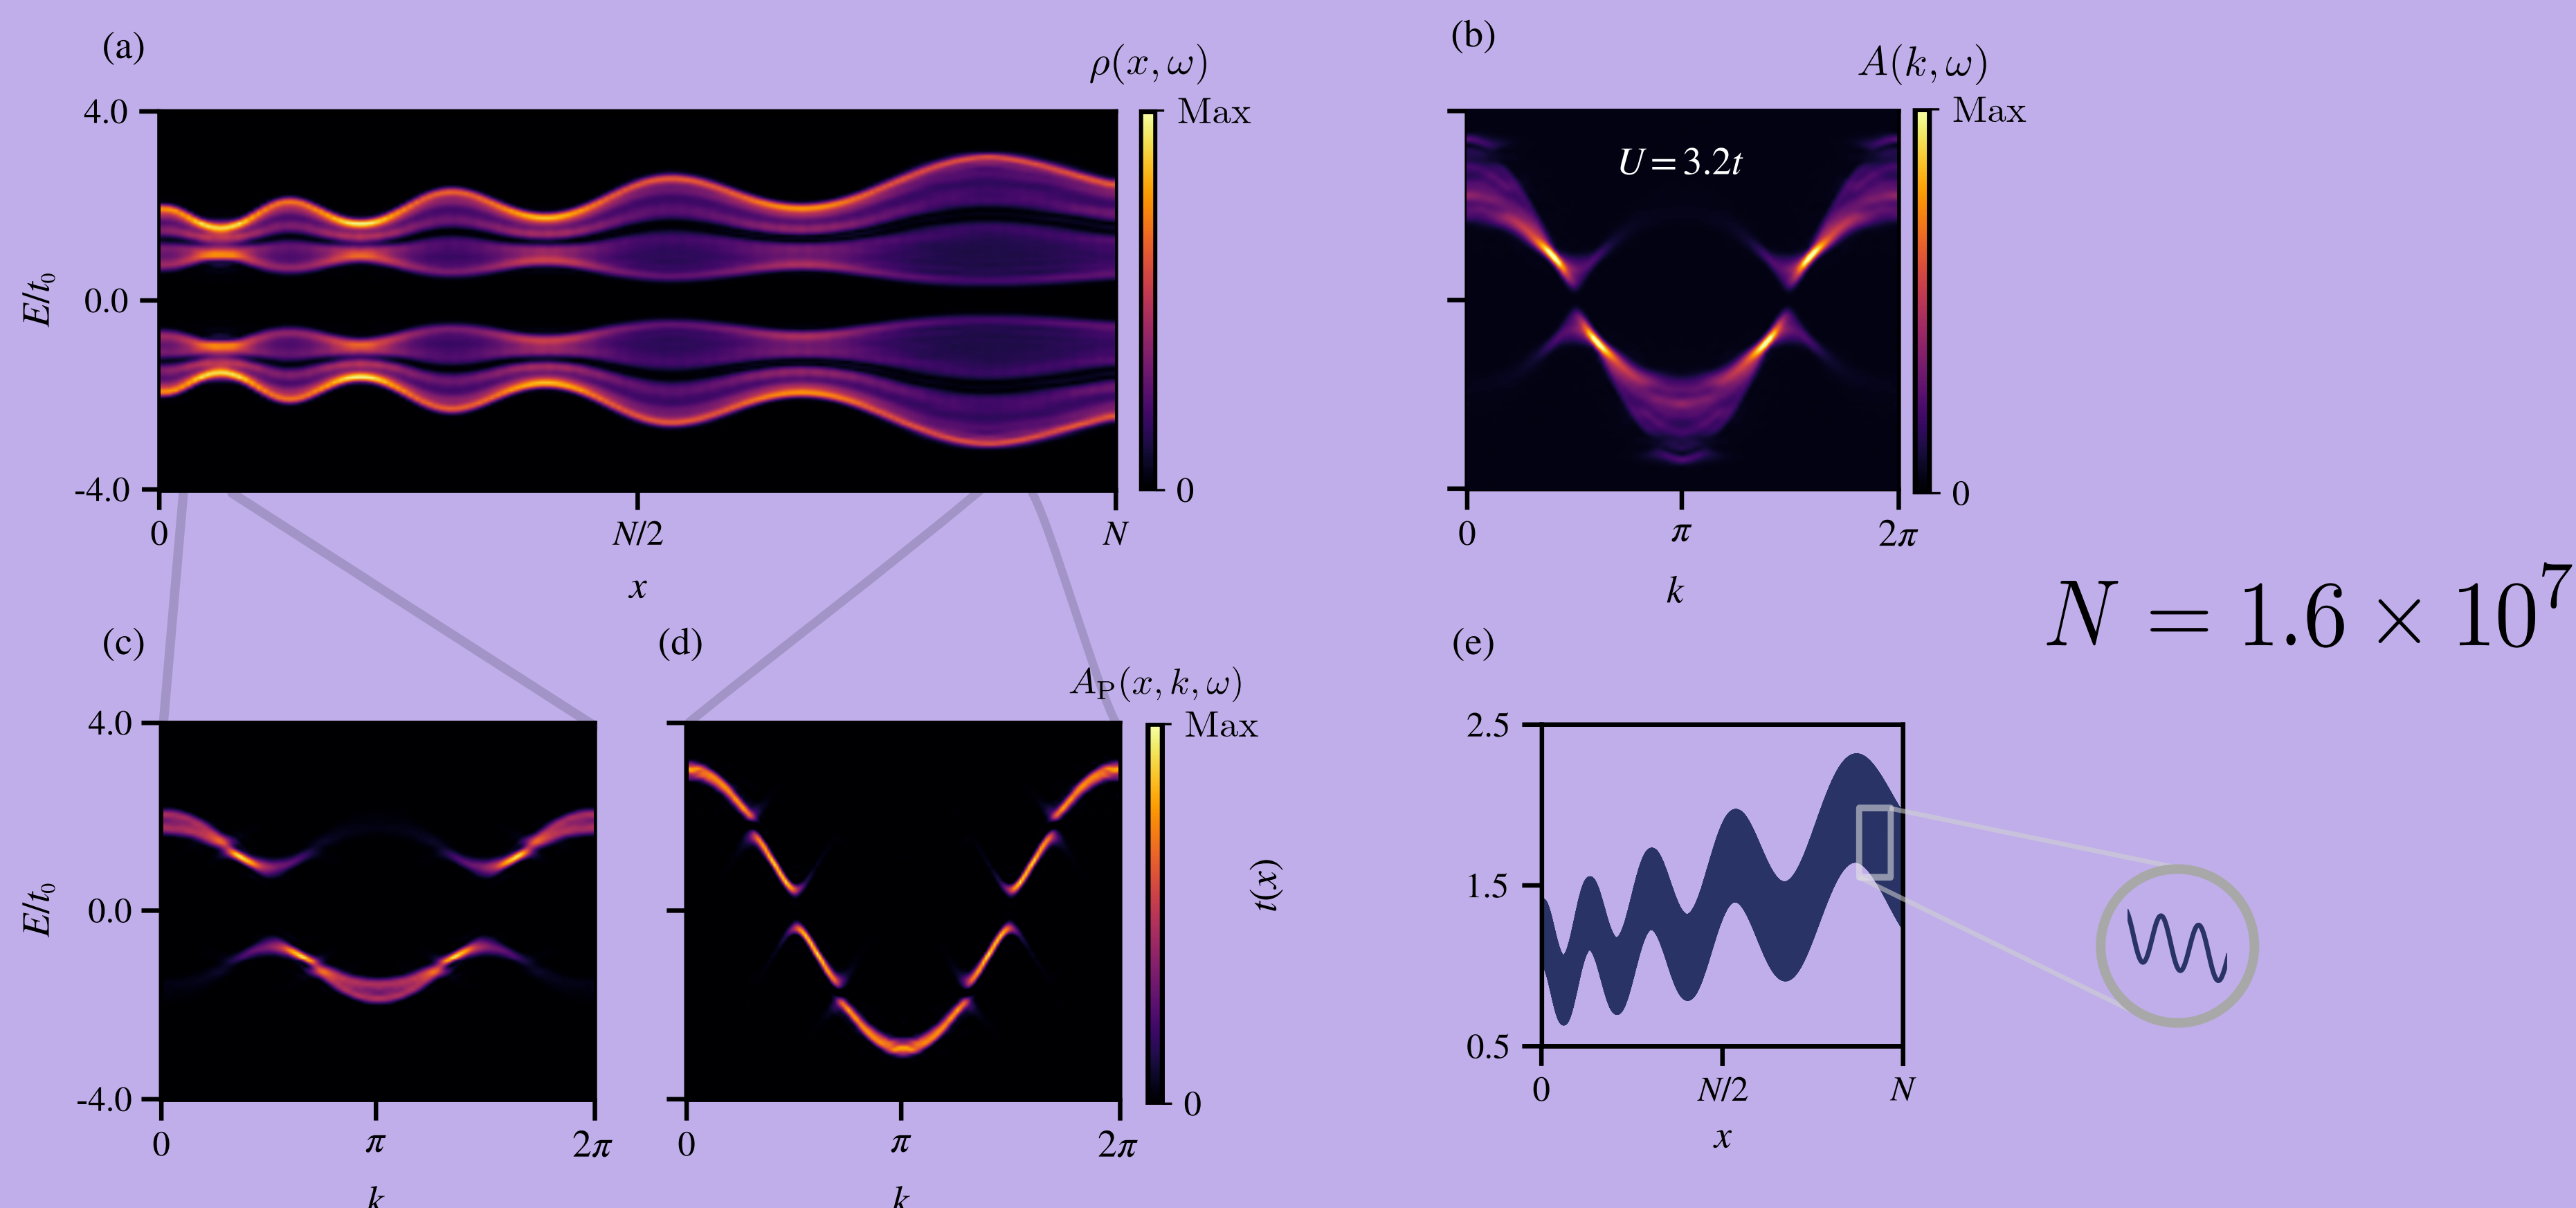 (a)
ρ(x, ω)
Max
4.0
0.0
-4.0
E/t₀
0
0
N/2
N
x
(b)
A(k, ω)
Max
U = 3.2t
0
0
π
2π
k
N = 1.6 × 10⁷
(c)
4.0
0.0
-4.0
E/t₀
0
π
2π
k
(d)
A_P(x, k, ω)
Max
0
0
π
2π
k
(e)
2.5
1.5
0.5
t(x)
0
N/2
N
x